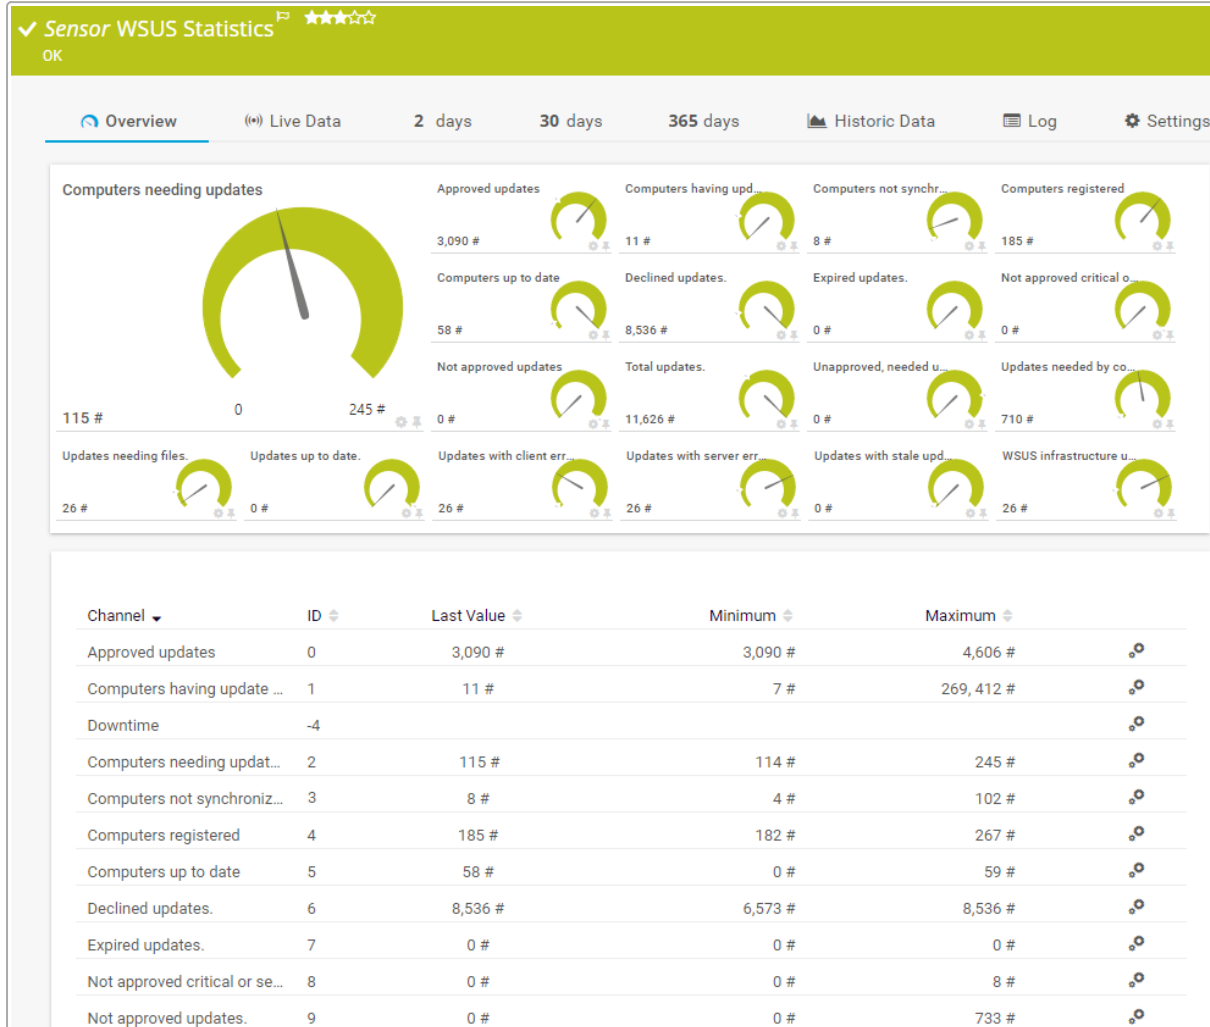 Sensor WSUS Statistics
OK
Overview Live Data 2 days 30 days 365 days Historic Data Log Settings
Computers needing updates
115 #
0
245 #
Approved updates
3,090 #
Computers having upd...
11 #
Computers not synchr...
8 #
Computers registered
185 #
Computers up to date
58 #
Declined updates.
8,536 #
Expired updates.
0 #
Not approved critical o...
0 #
Not approved updates
0 #
Total updates.
11,626 #
Unapproved, needed u...
0 #
Updates needed by co...
710 #
Updates needing files.
26 #
Updates up to date.
0 #
Updates with client err...
26 #
Updates with server err...
26 #
Updates with stale upd...
0 #
WSUS infrastructure u...
26 #
Channel ID Last Value Minimum Maximum
Approved updates 0 3,090 # 3,090 # 4,606 #
Computers having update ... 1 11 # 7 # 269, 412 #
Downtime -4
Computers needing updat... 2 115 # 114 # 245 #
Computers not synchroniz... 3 8 # 4 # 102 #
Computers registered 4 185 # 182 # 267 #
Computers up to date 5 58 # 0 # 59 #
Declined updates. 6 8,536 # 6,573 # 8,536 #
Expired updates. 7 0 # 0 # 0 #
Not approved critical or se... 8 0 # 0 # 8 #
Not approved updates. 9 0 # 0 # 733 #